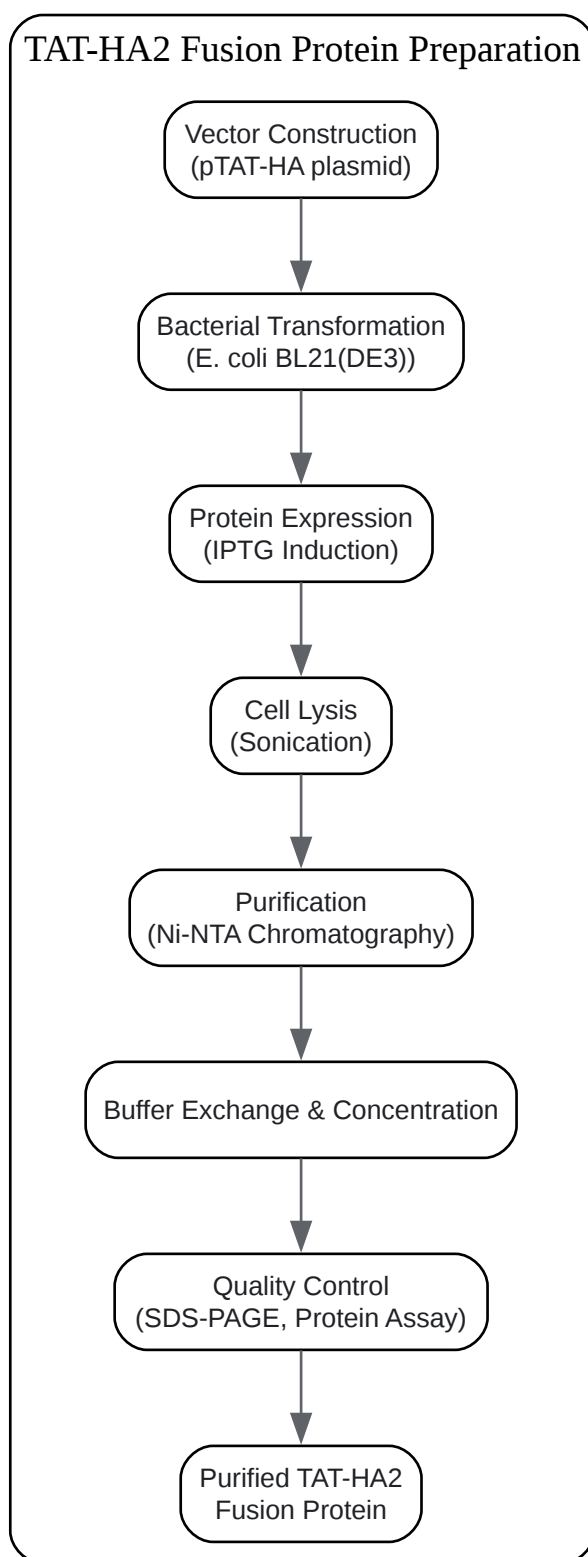 TAT-HA2 Fusion Protein Preparation
Vector Construction
(pTAT-HA plasmid)
Bacterial Transformation
(E. coli BL21(DE3))
Protein Expression
(IPTG Induction)
Cell Lysis
(Sonication)
Purification
(Ni-NTA Chromatography)
Buffer Exchange & Concentration
Quality Control
(SDS-PAGE, Protein Assay)
Purified TAT-HA2
Fusion Protein